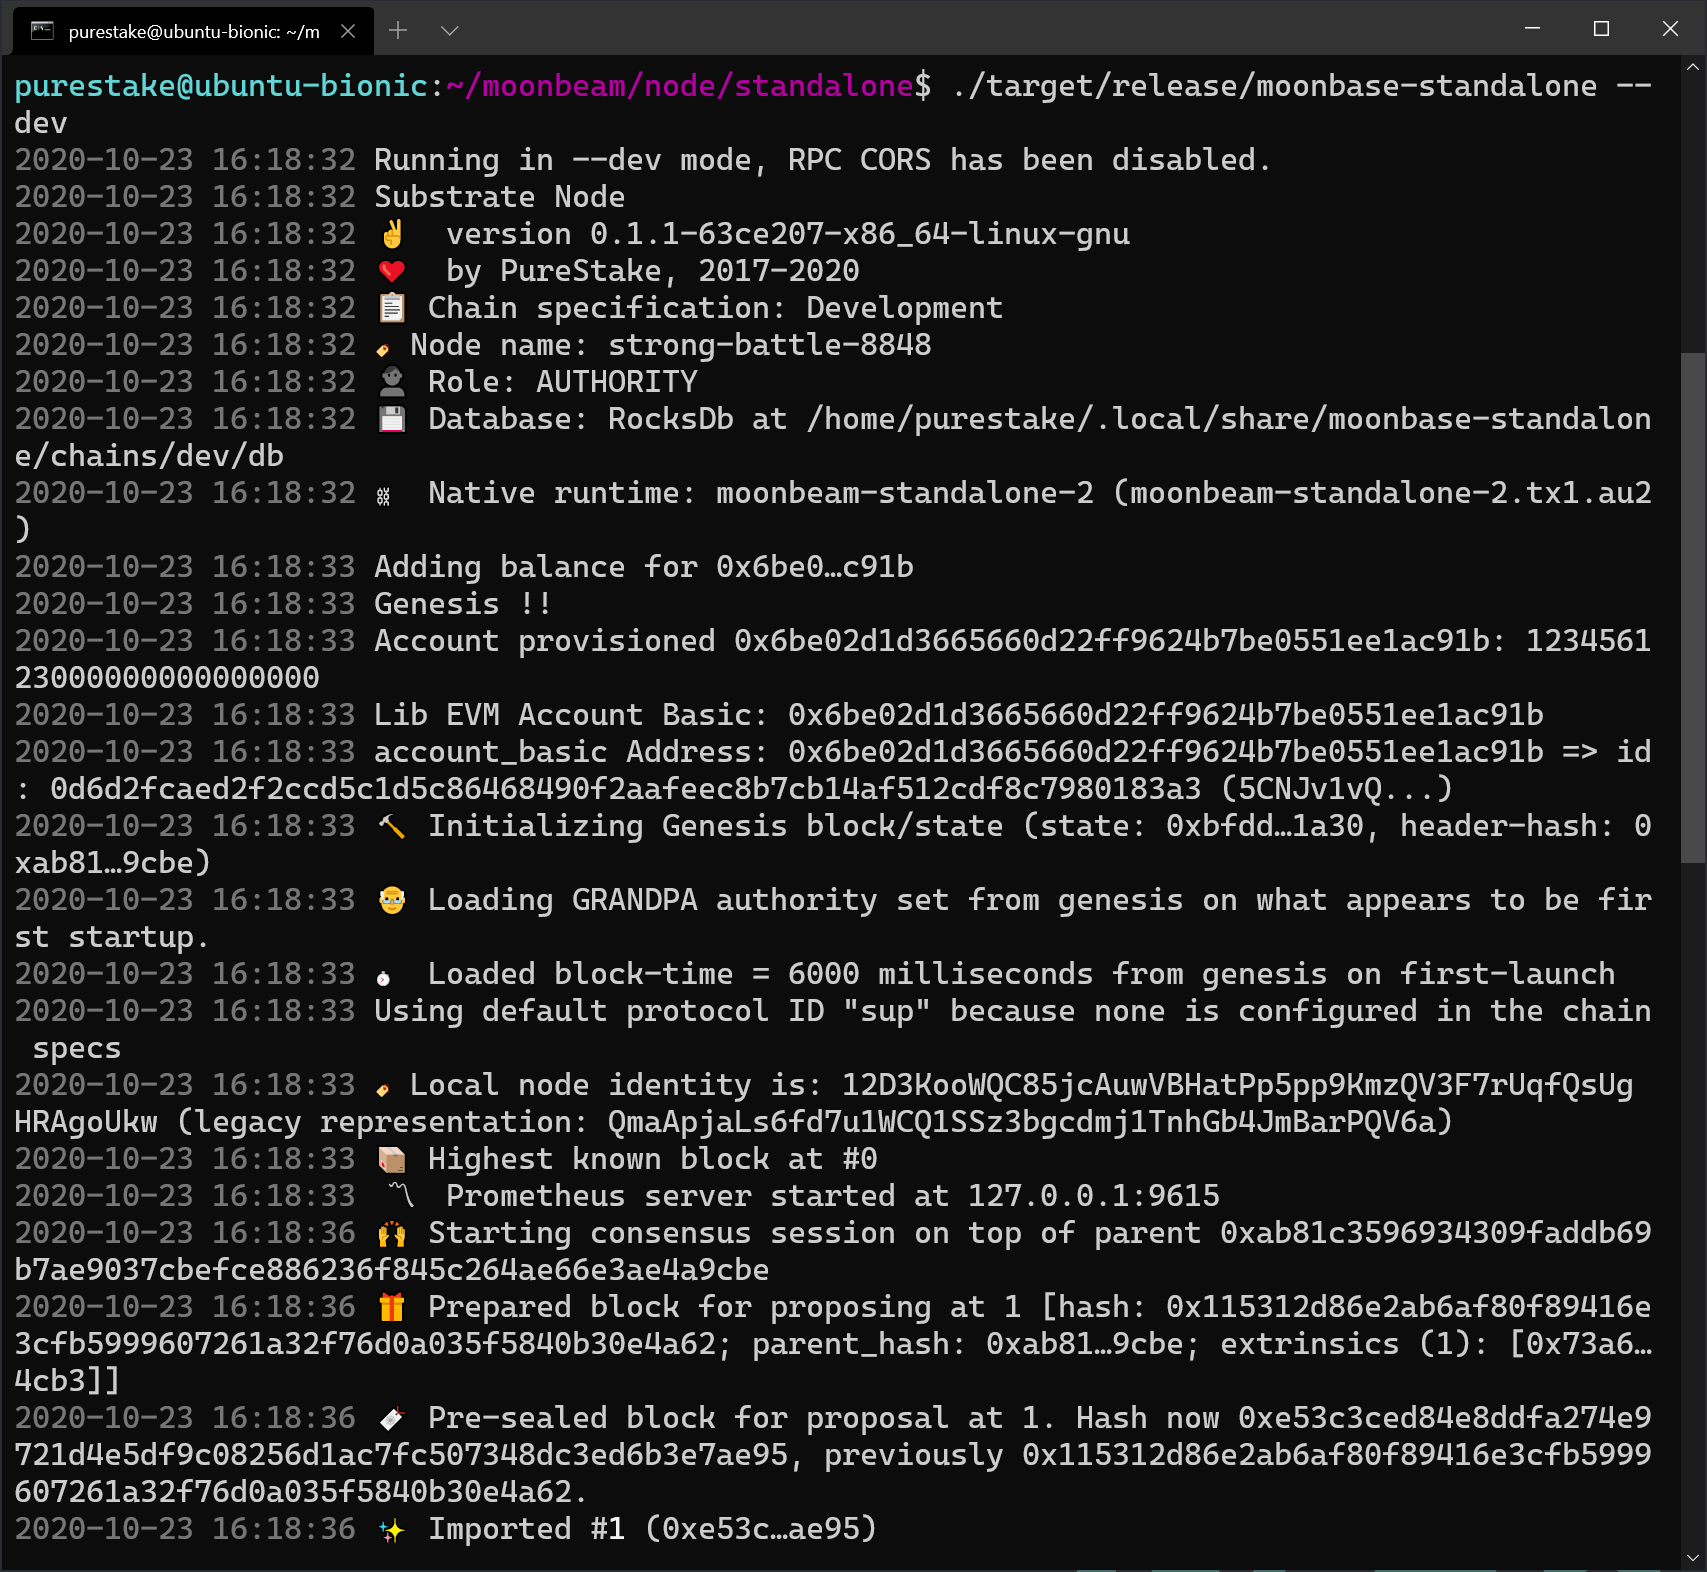 purestake@ubuntu-bionic: ~/m
purestake@ubuntu-bionic:~/moonbeam/node/standalone$ ./target/release/moonbase-standalone --
dev
2020-10-23 16:18:32 Running in --dev mode, RPC CORS has been disabled.
2020-10-23 16:18:32 Substrate Node
2020-10-23 16:18:32 ✌️  version 0.1.1-63ce207-x86_64-linux-gnu
2020-10-23 16:18:32 ❤️  by PureStake, 2017-2020
2020-10-23 16:18:32 📋 Chain specification: Development
2020-10-23 16:18:32 🏷 Node name: strong-battle-8848
2020-10-23 16:18:32 👤 Role: AUTHORITY
2020-10-23 16:18:32 💾 Database: RocksDb at /home/purestake/.local/share/moonbase-standalon
e/chains/dev/db
2020-10-23 16:18:32 ⛓  Native runtime: moonbeam-standalone-2 (moonbeam-standalone-2.tx1.au2
)
2020-10-23 16:18:33 Adding balance for 0x6be0…c91b
2020-10-23 16:18:33 Genesis !!
2020-10-23 16:18:33 Account provisioned 0x6be02d1d3665660d22ff9624b7be0551ee1ac91b: 1234561
23000000000000000
2020-10-23 16:18:33 Lib EVM Account Basic: 0x6be02d1d3665660d22ff9624b7be0551ee1ac91b
2020-10-23 16:18:33 account_basic Address: 0x6be02d1d3665660d22ff9624b7be0551ee1ac91b => id
: 0d6d2fcaed2f2ccd5c1d5c86468490f2aafeec8b7cb14af512cdf8c7980183a3 (5CNJv1vQ...)
2020-10-23 16:18:33 🔨 Initializing Genesis block/state (state: 0xbfdd…1a30, header-hash: 0
xab81…9cbe)
2020-10-23 16:18:33 👴 Loading GRANDPA authority set from genesis on what appears to be fir
st startup.
2020-10-23 16:18:33 ⏱  Loaded block-time = 6000 milliseconds from genesis on first-launch
2020-10-23 16:18:33 Using default protocol ID "sup" because none is configured in the chain
 specs
2020-10-23 16:18:33 🏷 Local node identity is: 12D3KooWQC85jcAuwVBHatPp5pp9KmzQV3F7rUqfQsUg
HRAgoUkw (legacy representation: QmaApjaLs6fd7u1WCQ1SSz3bgcdmj1TnhGb4JmBarPQV6a)
2020-10-23 16:18:33 📦 Highest known block at #0
2020-10-23 16:18:33 〽️  Prometheus server started at 127.0.0.1:9615
2020-10-23 16:18:36 🙌 Starting consensus session on top of parent 0xab81c3596934309faddb69
b7ae9037cbefce886236f845c264ae66e3ae4a9cbe
2020-10-23 16:18:36 🎁 Prepared block for proposing at 1 [hash: 0x115312d86e2ab6af80f89416e
3cfb5999607261a32f76d0a035f5840b30e4a62; parent_hash: 0xab81…9cbe; extrinsics (1): [0x73a6…
4cb3]]
2020-10-23 16:18:36 🔖 Pre-sealed block for proposal at 1. Hash now 0xe53c3ced84e8ddfa274e9
721d4e5df9c08256d1ac7fc507348dc3ed6b3e7ae95, previously 0x115312d86e2ab6af80f89416e3cfb5999
607261a32f76d0a035f5840b30e4a62.
2020-10-23 16:18:36 ✨ Imported #1 (0xe53c…ae95)